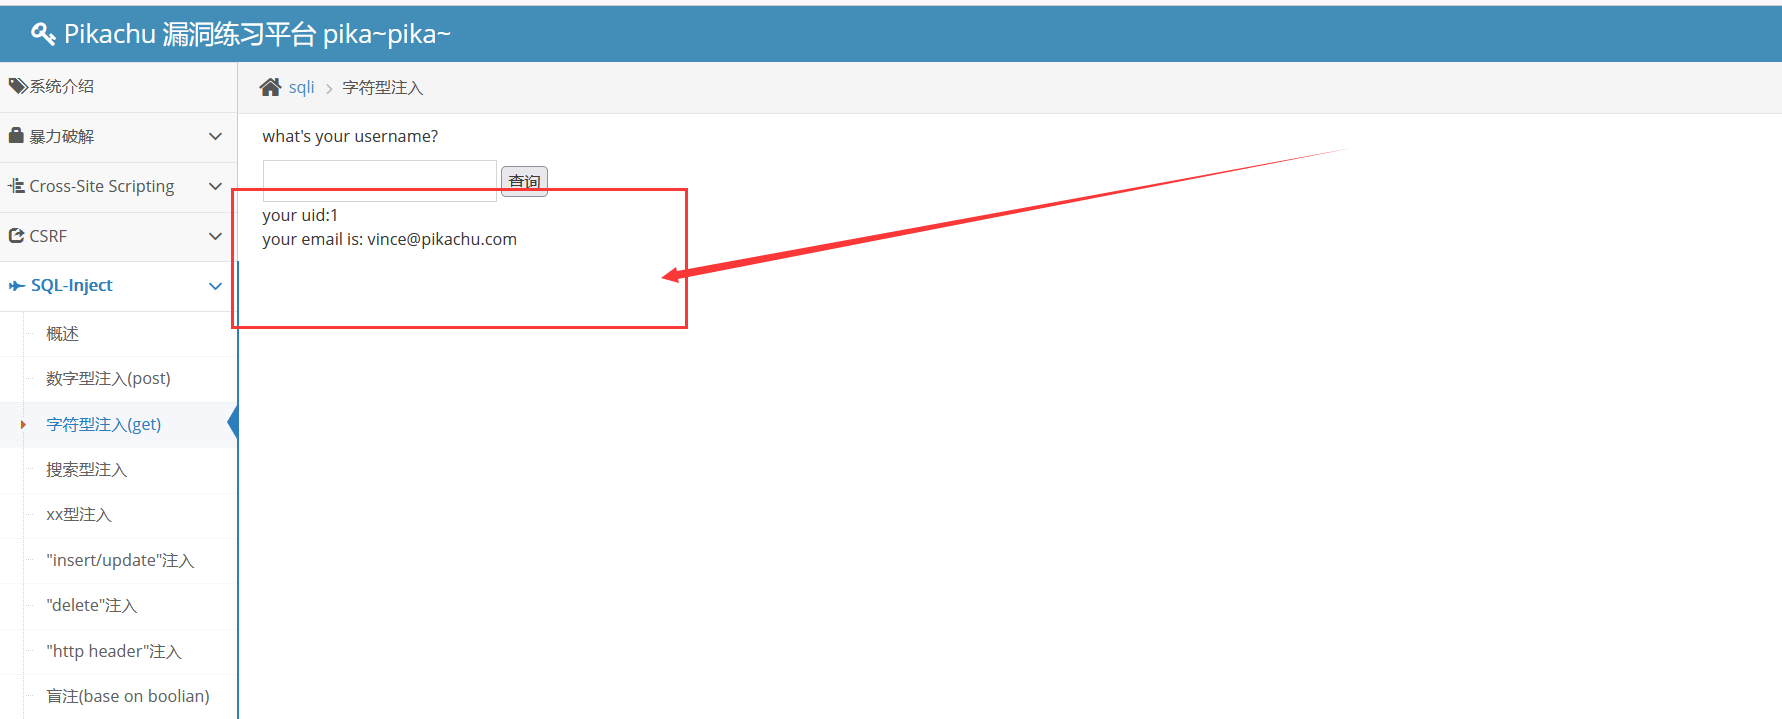 Pikachu 漏洞练习平台 pika~pika~
系统介绍
暴力破解
Cross-Site Scripting
CSRF
SQL-Inject
概述
数字型注入(post)
字符型注入(get)
搜索型注入
xx型注入
"insert/update"注入
"delete"注入
"http header"注入
盲注(base on boolian)
sqli > 字符型注入
what's your username?
查询
your uid:1
your email is: vince@pikachu.com